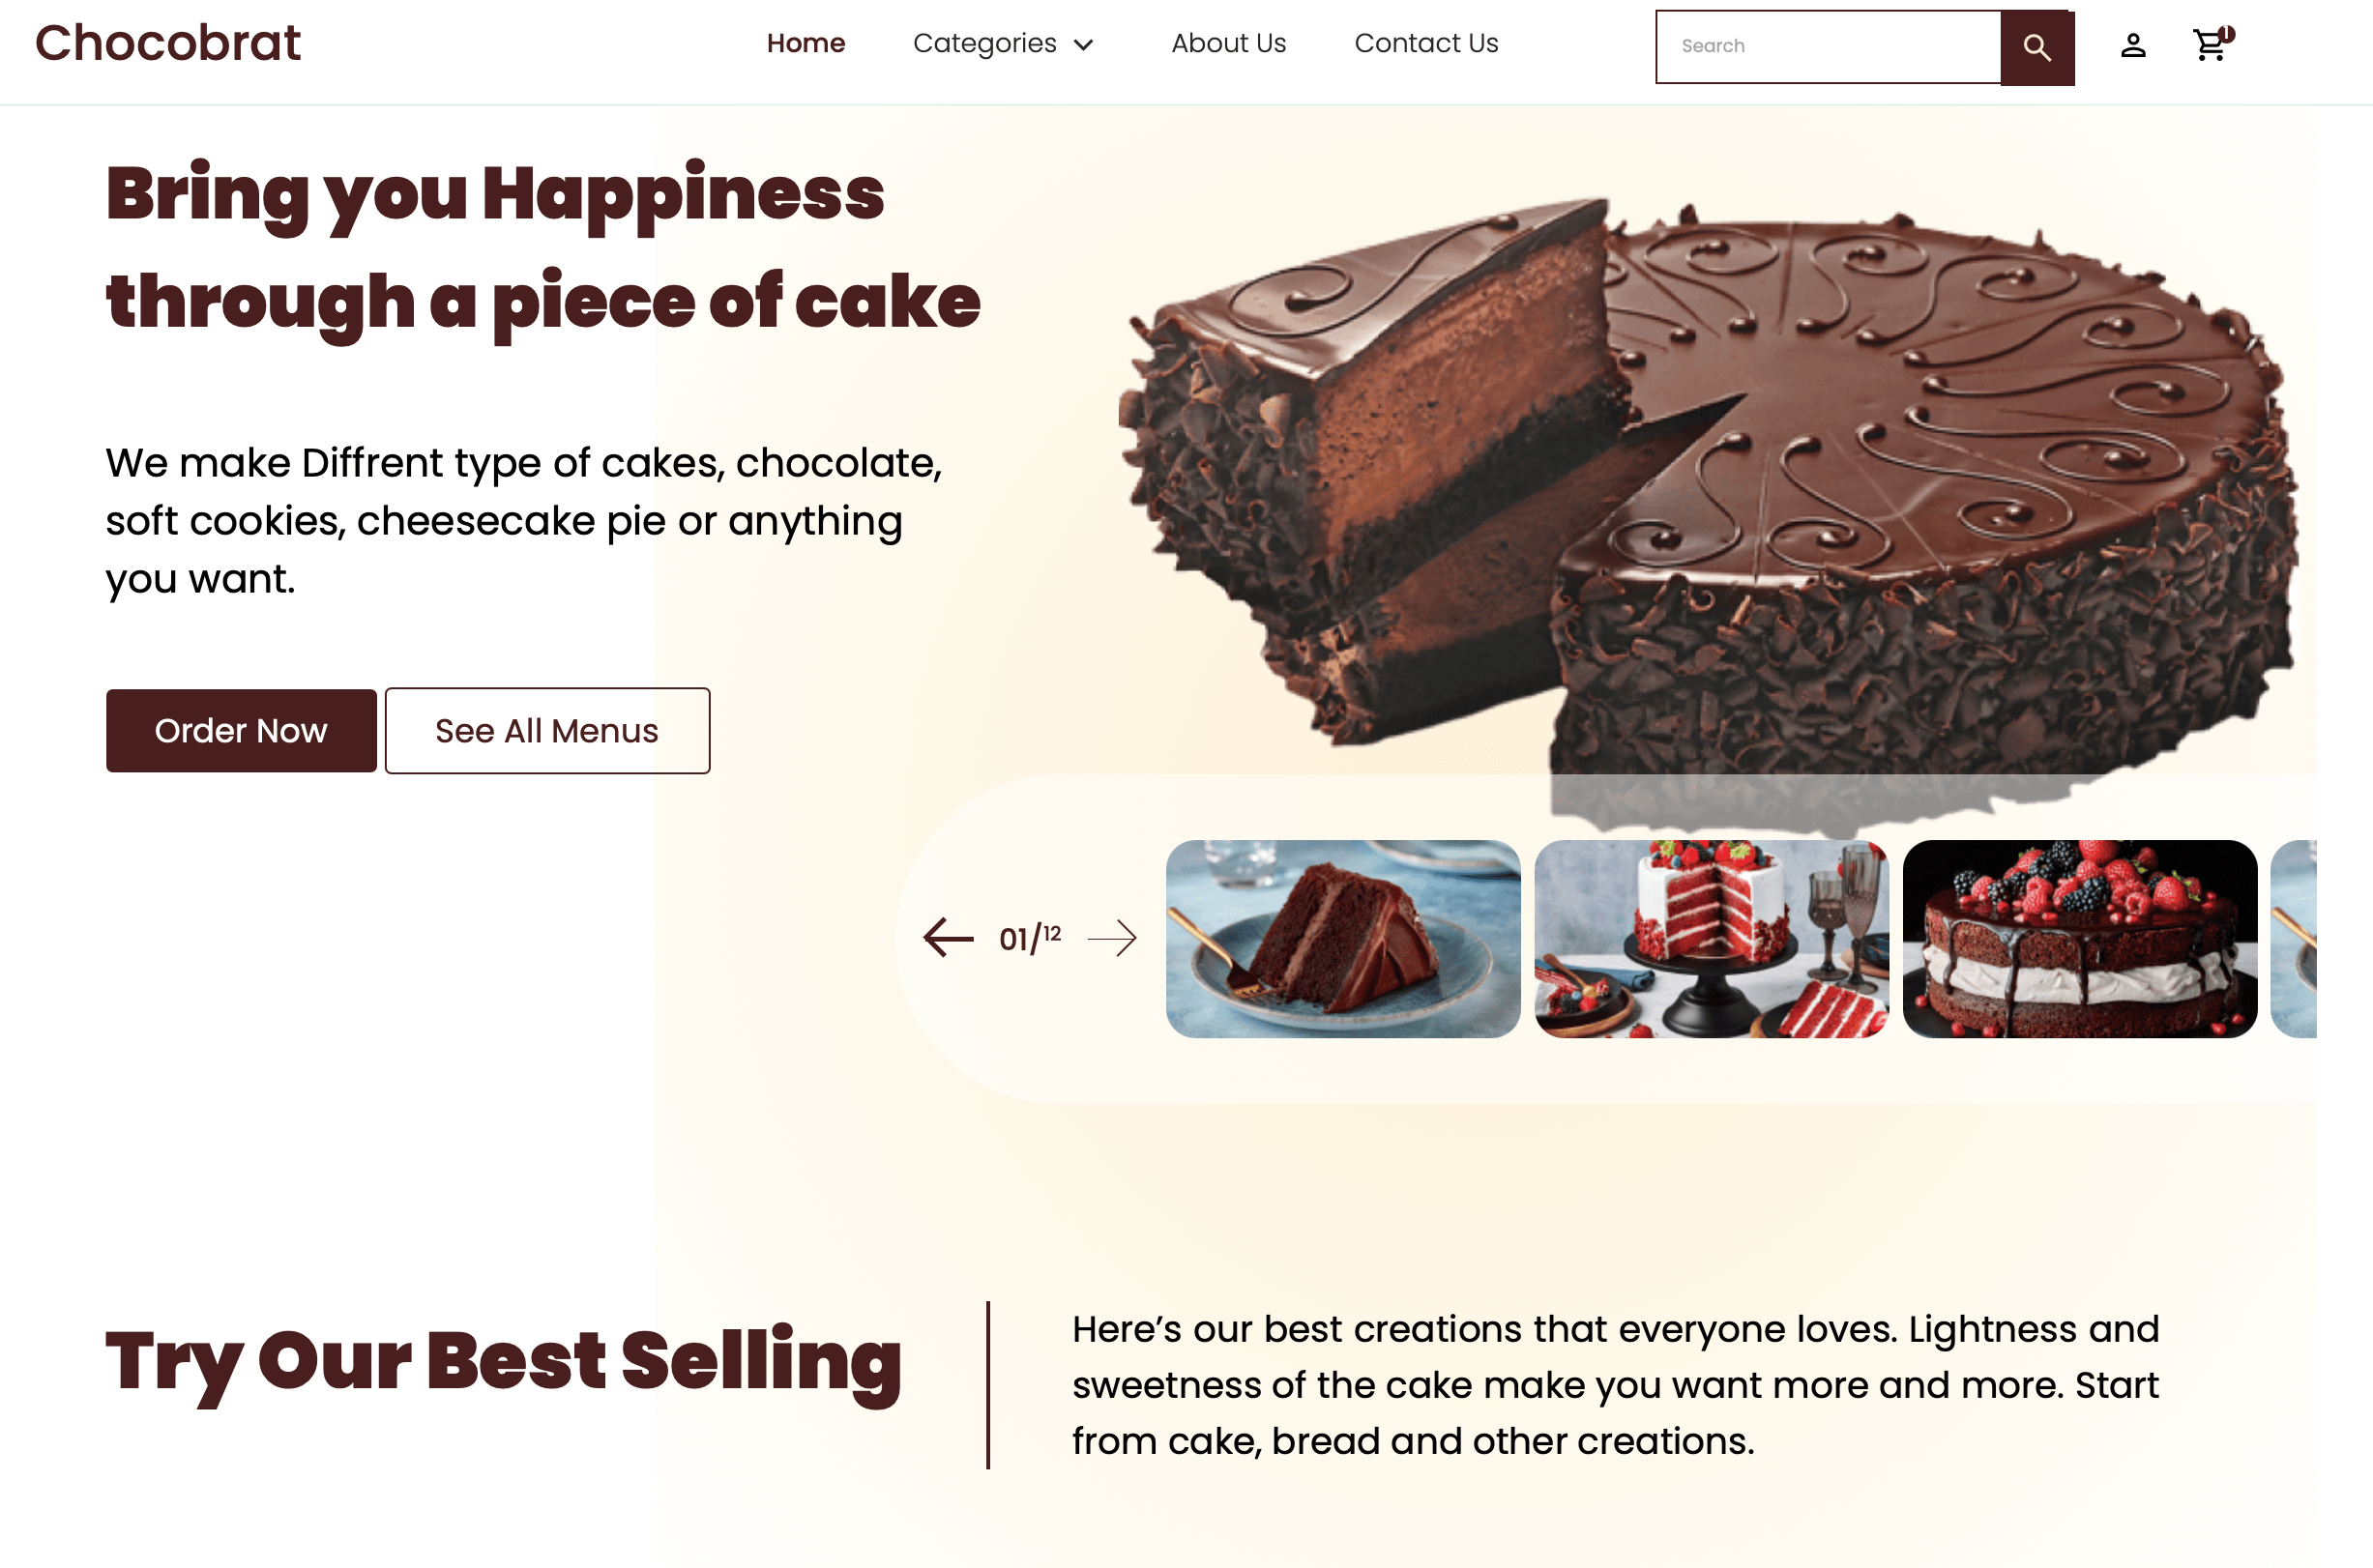 Chocobrat
Home
Categories
About Us
Contact Us
Search
1
Bring you Happiness
through a piece of cake
We make Diffrent type of cakes, chocolate,
soft cookies, cheesecake pie or anything
you want.
Order Now
See All Menus
01/12
Try Our Best Selling
Here’s our best creations that everyone loves. Lightness and
sweetness of the cake make you want more and more. Start
from cake, bread and other creations.